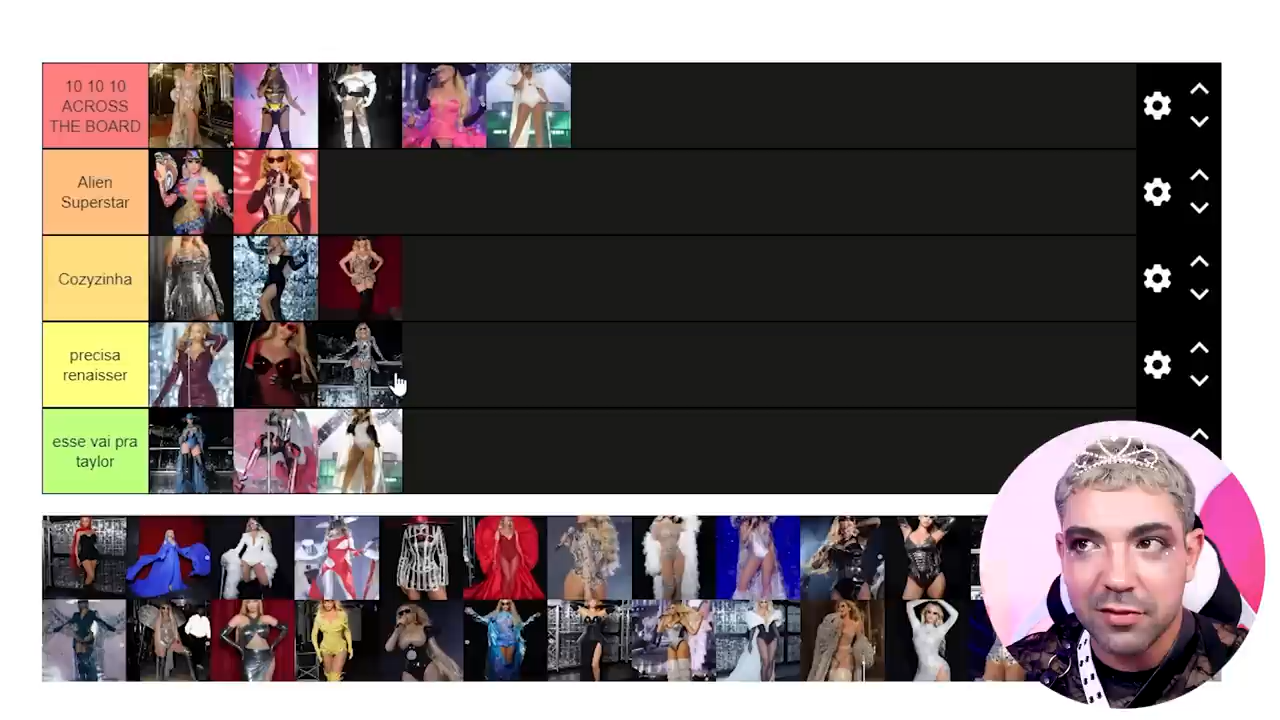 10 10 10
ACROSS
THE BOARD
Alien
Superstar
Cozyzinha
precisa
renaisser
esse vai pra
taylor